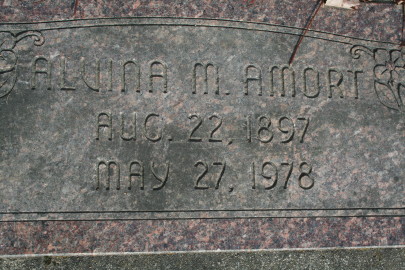 ALVINA M. AMORT
AUG. 22, 1897
MAY 27, 1978